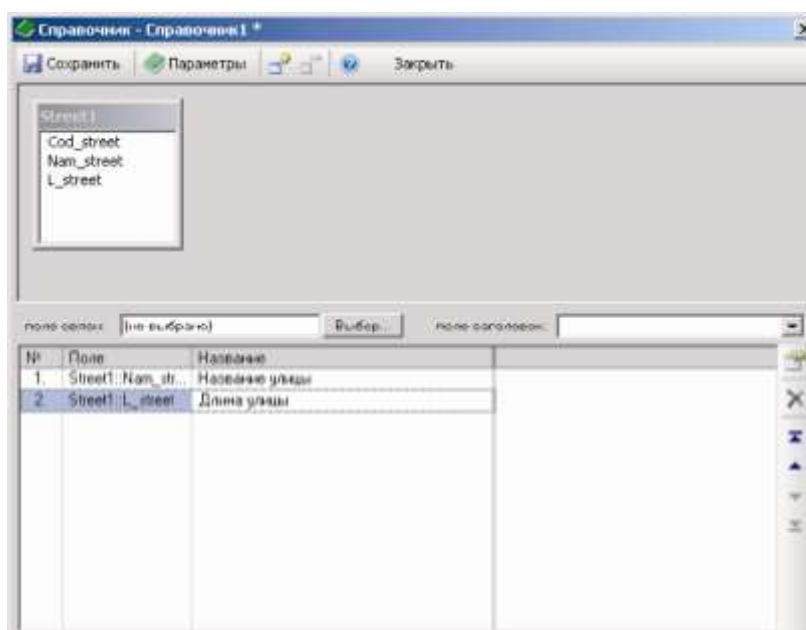 Справочник - Справочник1 *
Сохранить Параметры Закрыть
Street1
Cod_street
Nam_street
L_street
поле связи: (не выбрано) Выбор... поле заголовок:
№ Поле Название
1. Street1::Nam_str... Название улицы
2. Street1::L_street Длина улицы